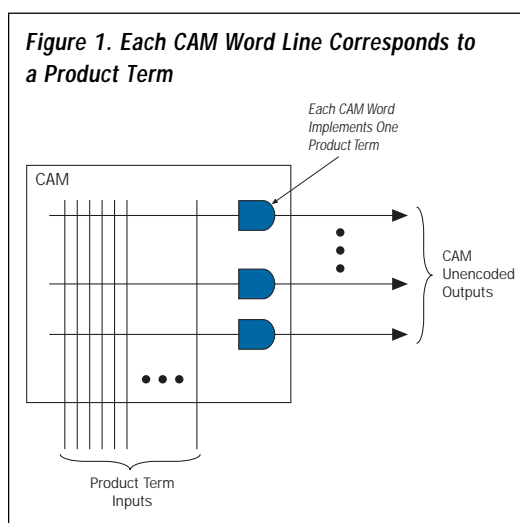 Figure 1. Each CAM Word Line Corresponds to
a Product Term
Each CAM Word
Implements One
Product Term
CAM
CAM
Unencoded
Outputs
Product Term
Inputs